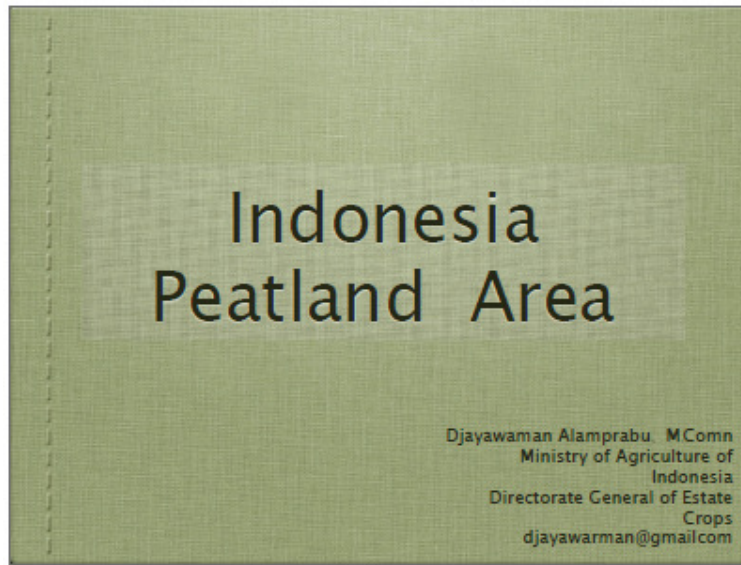 Indonesia
Peatland Area
Djayawaman Alamprabu, M.Comn
Ministry of Agriculture of
Indonesia
Directorate General of Estate
Crops
djayawarman@gmailcom